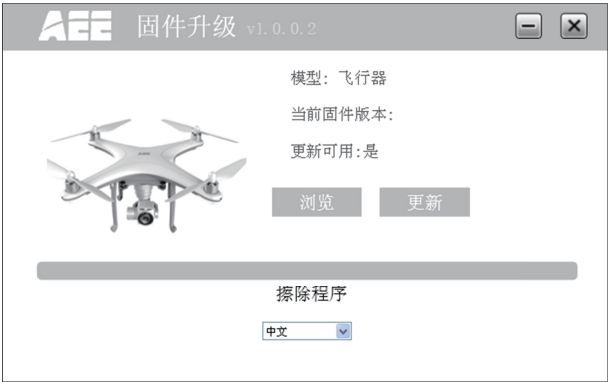 AEE 固件升级 v1.0.0.2
模型: 飞行器
当前固件版本:
更新可用:是
浏览 更新
擦除程序
中文